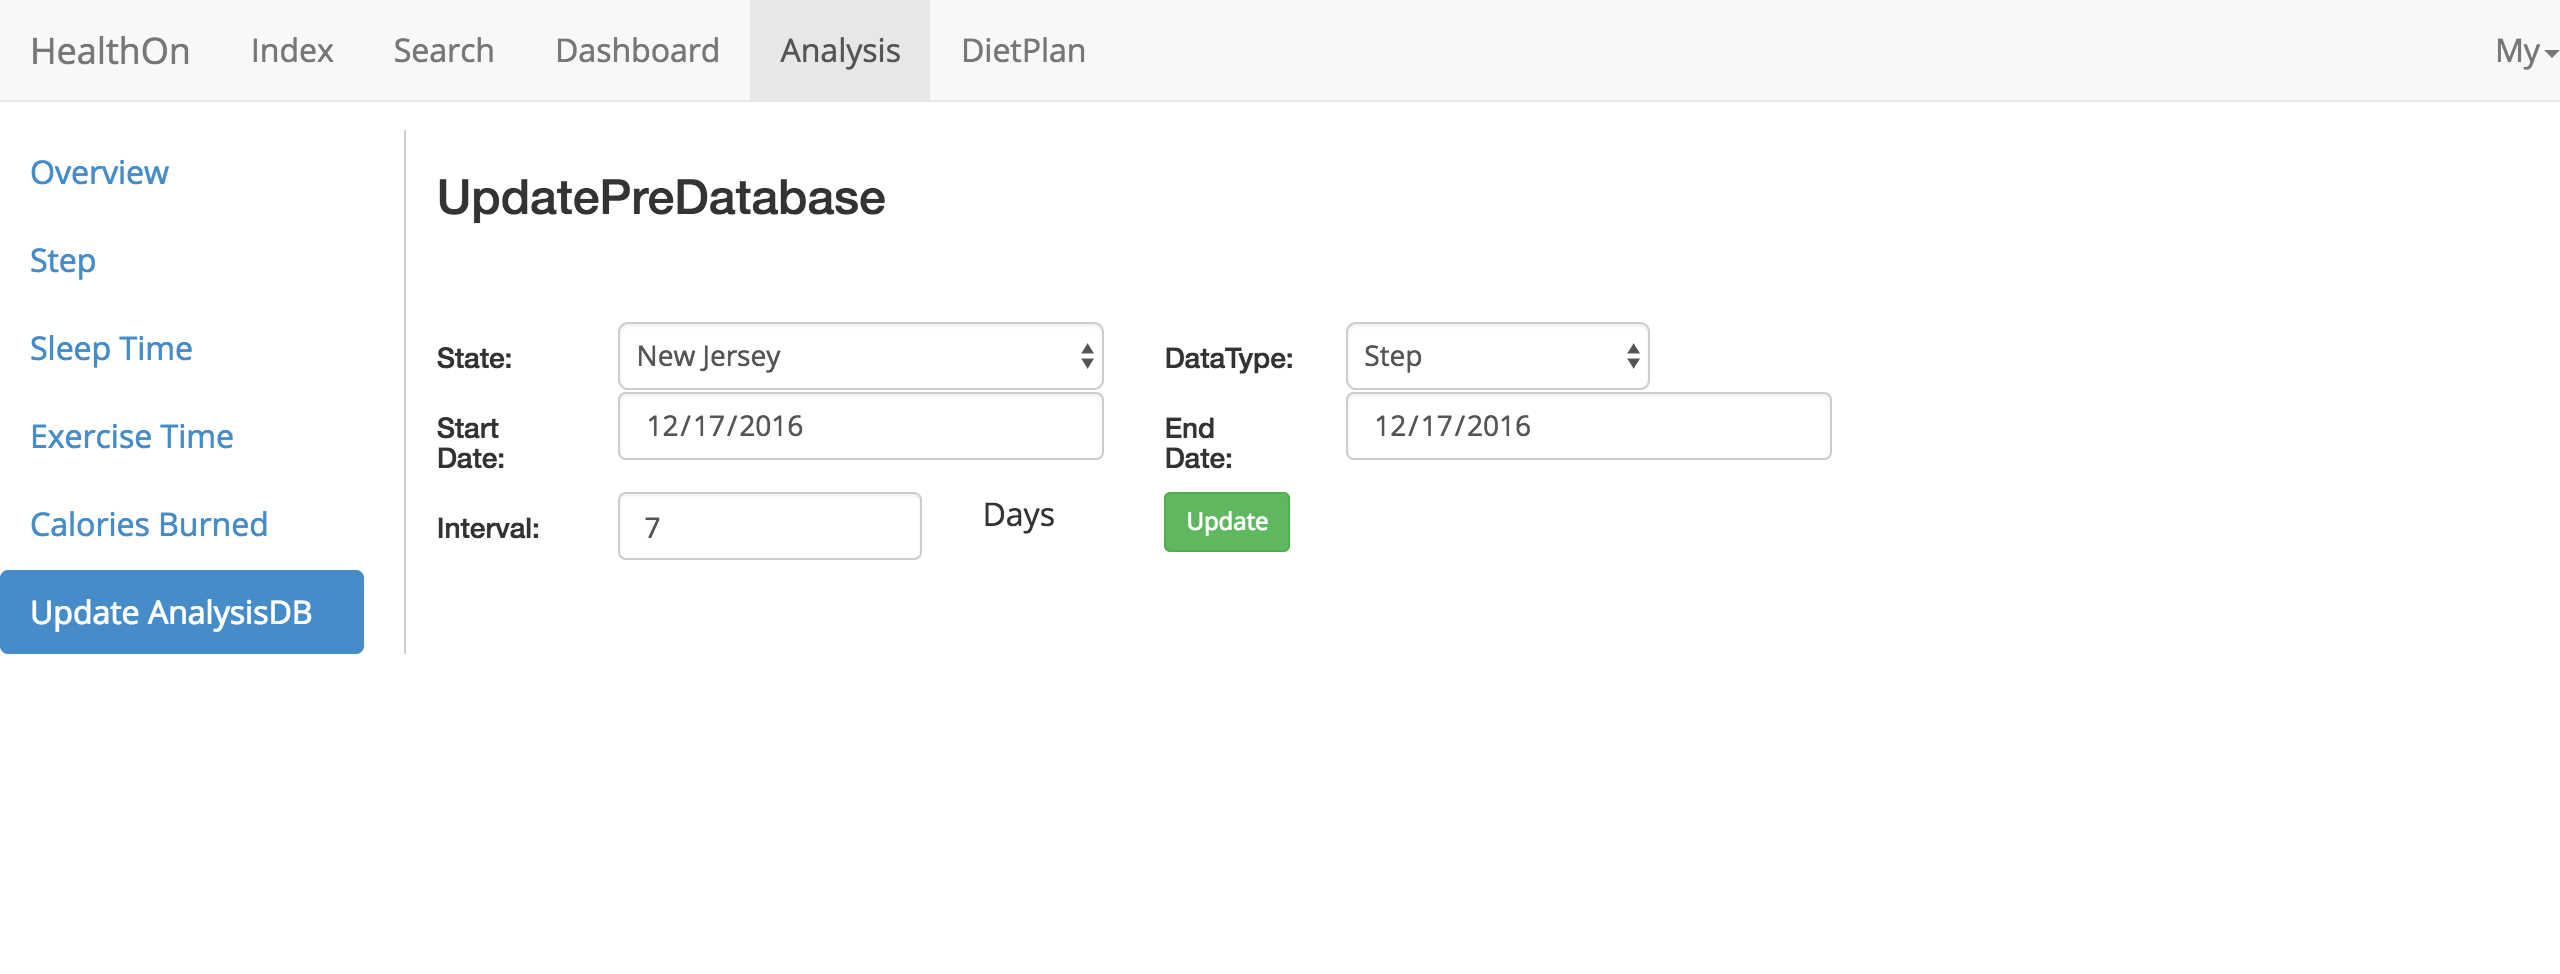 HealthOn Index Search Dashboard Analysis DietPlan My
Overview
Step
Sleep Time
Exercise Time
Calories Burned
Update AnalysisDB
UpdatePreDatabase
State: New Jersey DataType: Step
Start Date: 12/17/2016 End Date: 12/17/2016
Interval: 7 Days Update